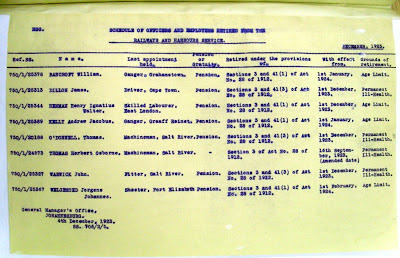 SCHEDULE OF OFFICERS AND EMPLOYEES RETIRED FROM THE
RAILWAYS AND HARBOURS SERVICE.
DECEMBER, 1923.
Ref.SR. Name. Last appointment held. Pension or Gratuity. Retired under the provisions of. With effect from. Grounds of retirement.
BANCROFT William. Ganger, Grahamstown. Pension. Sections 3 and 41(1) of Act No. 28 of 1912. 1st January, 1924. Age Limit.
DILLON James. Driver, Cape Town. Pension. Sections 3 and 41(3) of Act No. 28 of 1912. 1st December, 1923. Permanent Ill-Health.
Henry Ignatius Walter. Skilled Labourer, East London. Pension. Sections 3 and 41(1) of Act No. 28 of 1912. 1st January, Age Limit.
KELLY Andrew Jacobus. Ganger, Graaff Reinet. Pension. Sections 3 and 41(1) of Act No. 28 of 1912. 1st December, 1923. Age Limit.
O'DONNELL, Thomas. Machineman, Salt River. Pension. Sections 3 and 41(3) of Act No. 28 of 1912. 1st December, 1923. Permanent Ill-Health.
THOMAS Herbert Osborne. Machineman, Salt River. - Section 3 of Act No. 28 of 1912. 16th September, 1923. (Amended date) Permanent Ill-Health.
WARWICK John. Fitter, Salt River. Pension. Sections 3 and 41(3) of Act No. 28 of 1912. 1st December, 1923. Permanent Ill-Health.
Jurgens Johannes. Port Elizabeth Pension. Sections 3 and 41(1) of Act No. 28 of 1912. 1st February, 1924. Age Limit.
General Manager's Office,
JOHANNESBURG.
4th December, 1923.